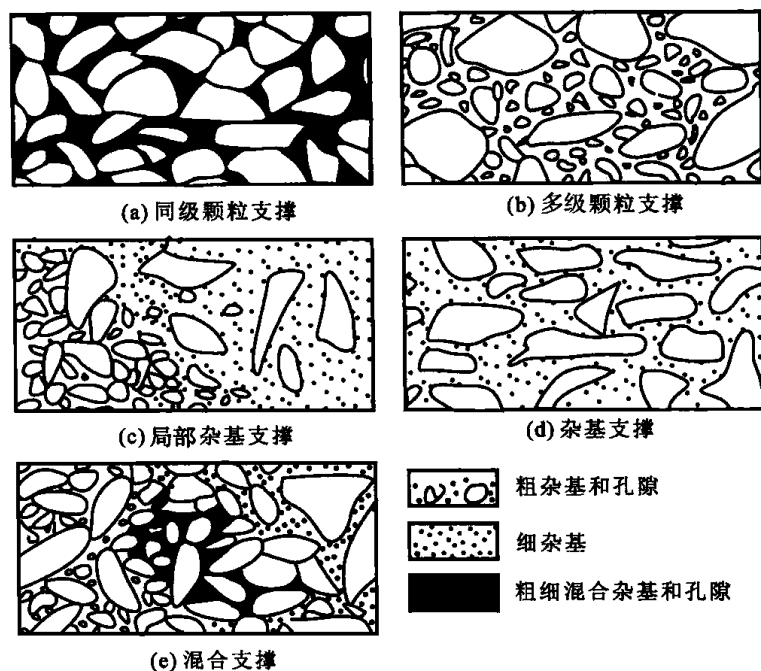 (a) 同级颗粒支撑
(b) 多级颗粒支撑
(c) 局部杂基支撑
(d) 杂基支撑
(e) 混合支撑
粗杂基和孔隙
细杂基
粗细混合杂基和孔隙